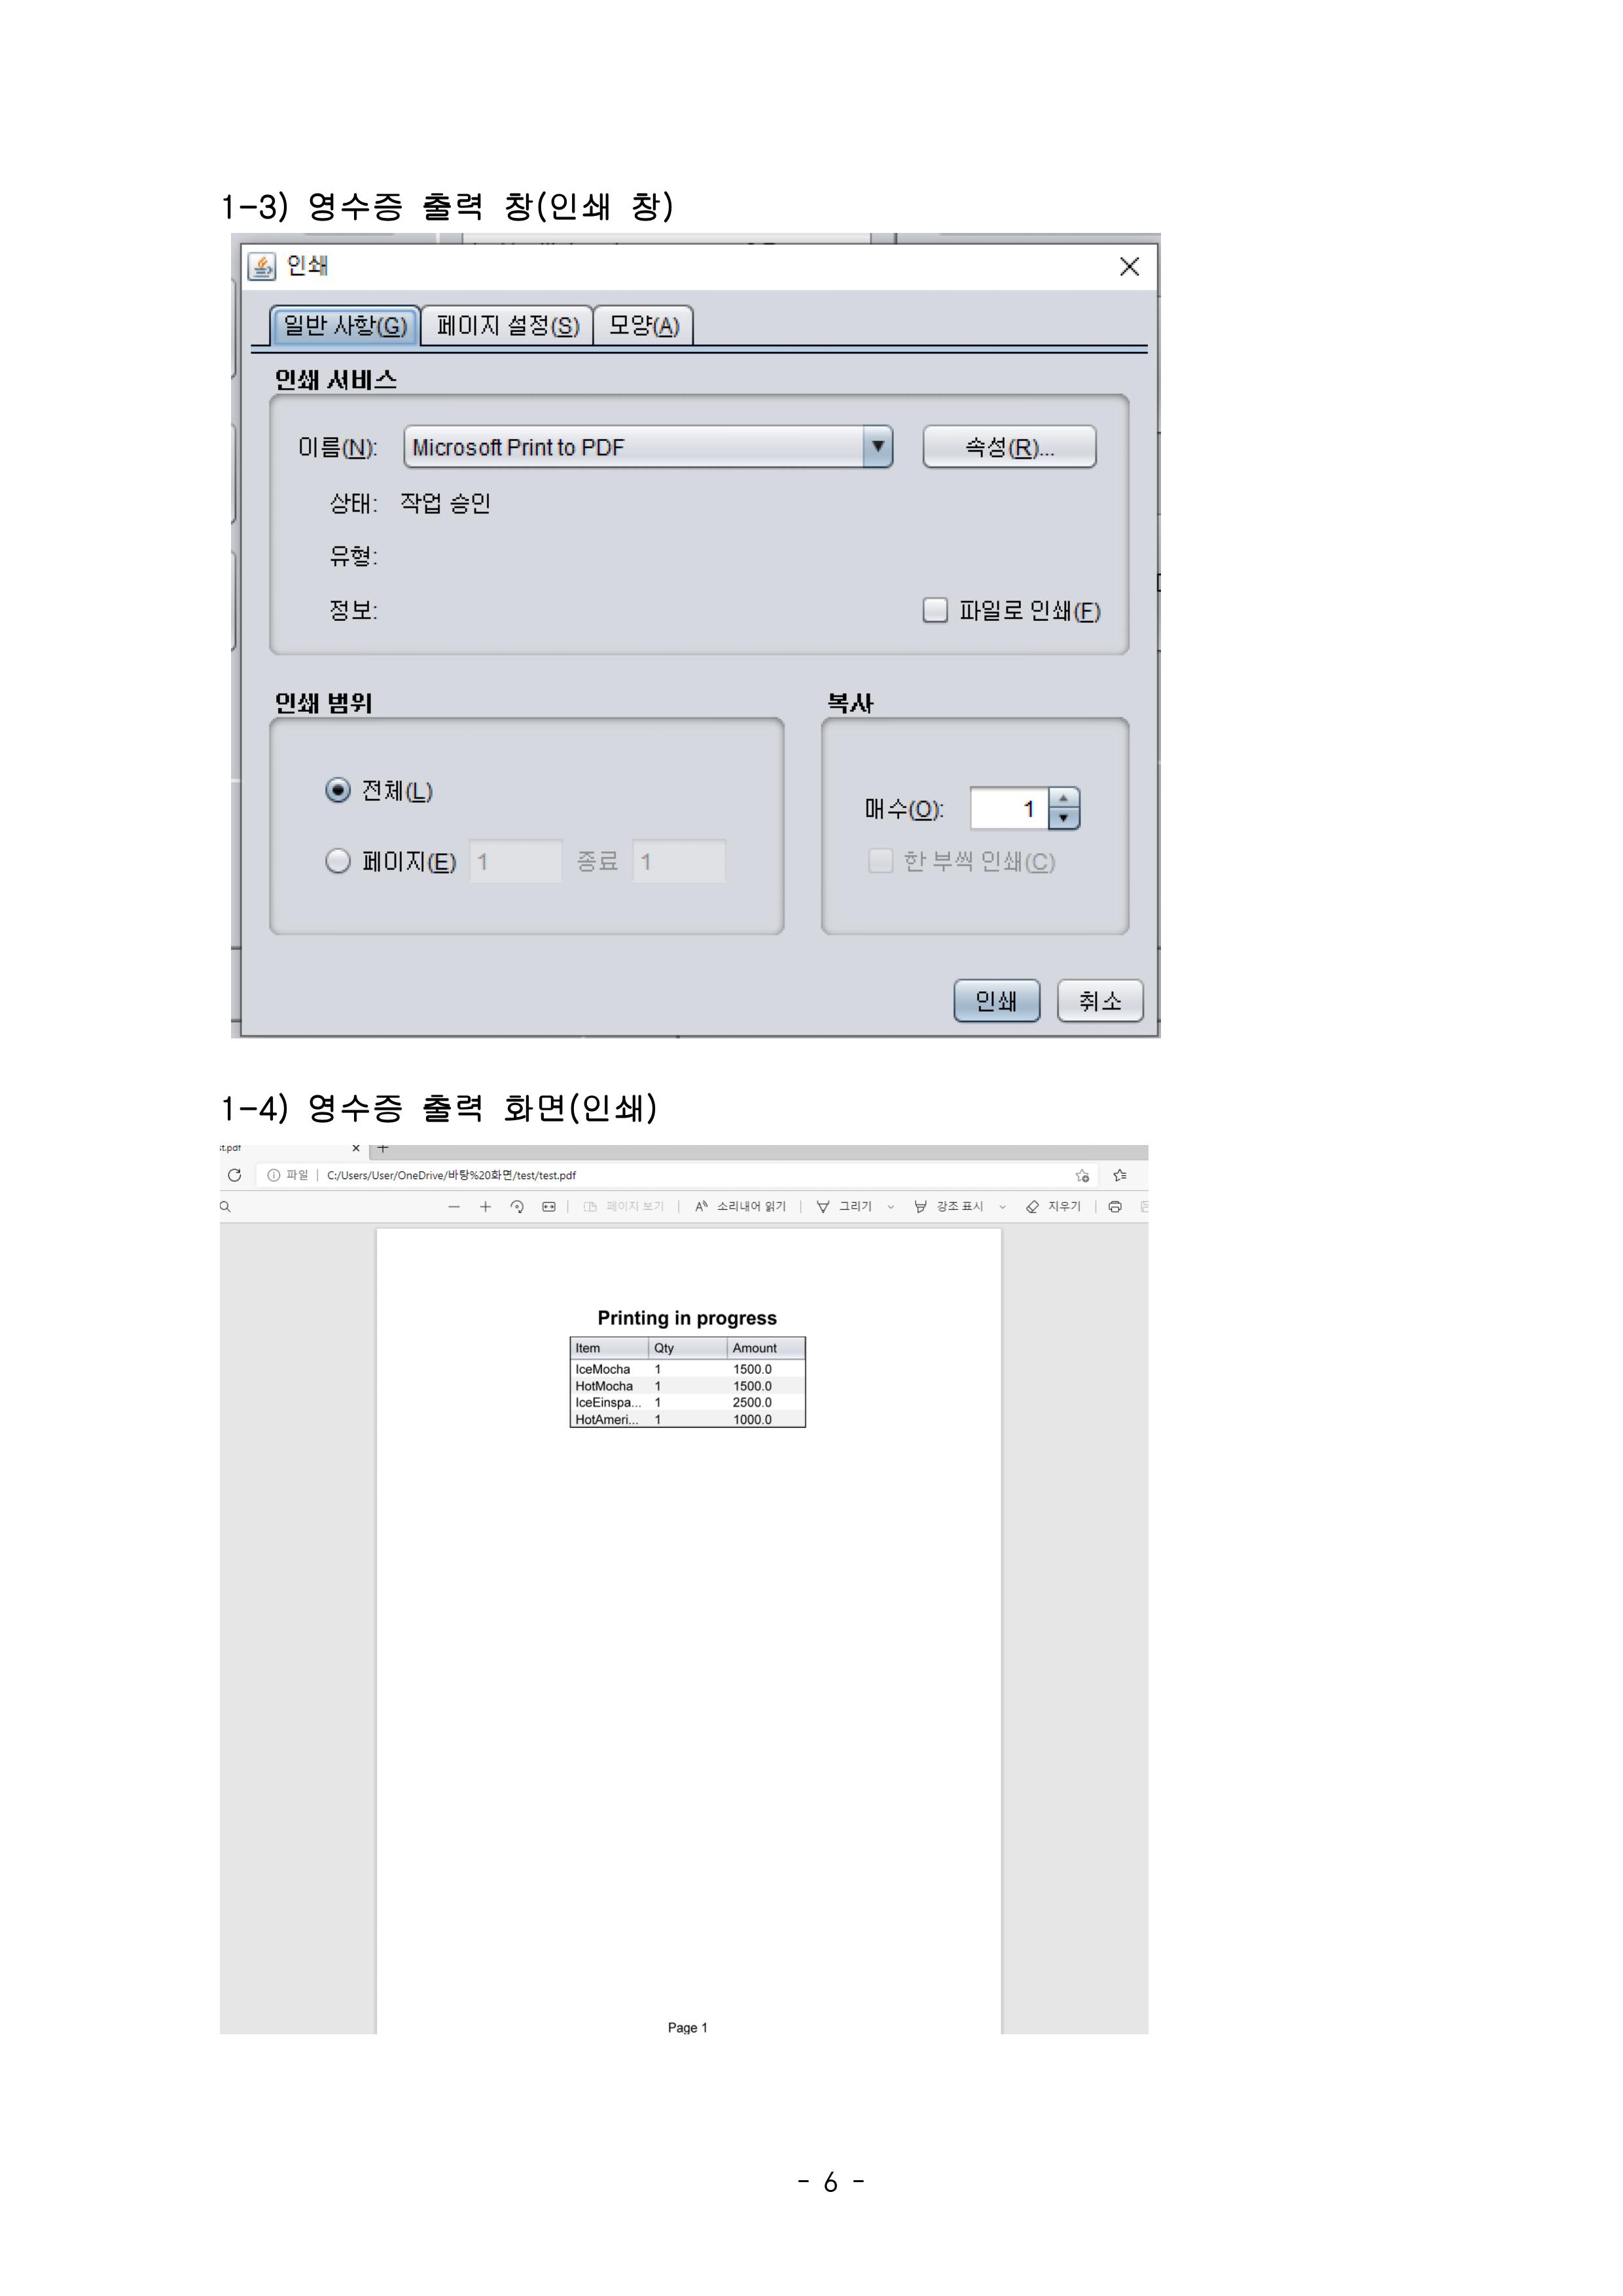 1-3) 영수증 출력 창(인쇄 창)
인쇄
일반 사항(G) 페이지 설정(S) 모양(A)
인쇄 서비스
이름(N): Microsoft Print to PDF 속성(R)...
상태: 작업 승인
유형:
정보: 파일로 인쇄(F)
인쇄 범위 복사
전체(L)
매수(O): 1
페이지(E) 1 종료 1 한 부씩 인쇄(C)
인쇄 취소
1-4) 영수증 출력 화면(인쇄)
st.pdf
파일 | C:/Users/User/OneDrive/바탕%20화면/test/test.pdf
페이지 보기 | 소리내어 읽기 | 그리기 강조 표시 지우기
Printing in progress
Item Qty Amount
IceMocha 1 1500.0
HotMocha 1 1500.0
IceEinspa... 1 2500.0
HotAmeri... 1 1000.0
Page 1
- 6 -